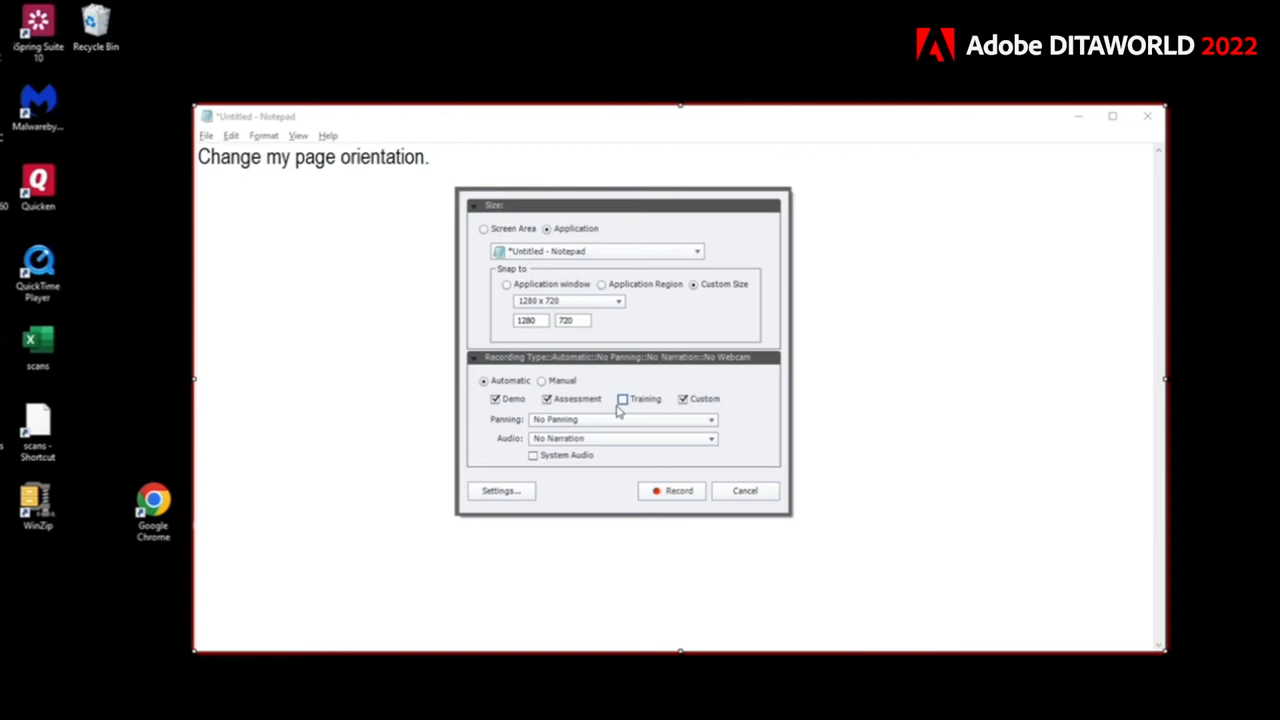 iSpring Suite
10
Recycle Bin
Adobe DITAWORLD 2022
Malwareby...
Quicken
60
QuickTime
Player
scans
scans -
Shortcut
WinZip
Google
Chrome
*Untitled - Notepad
File Edit Format View Help
Change my page orientation.
Size:
Screen Area Application
*Untitled - Notepad
Snap to
Application window Application Region Custom Size
1280 x 720
1280 720
Recording Type::Automatic::No Panning::No Narration::No Webcam
Automatic Manual
Demo Assessment Training Custom
Panning: No Panning
Audio: No Narration
System Audio
Settings... Record Cancel